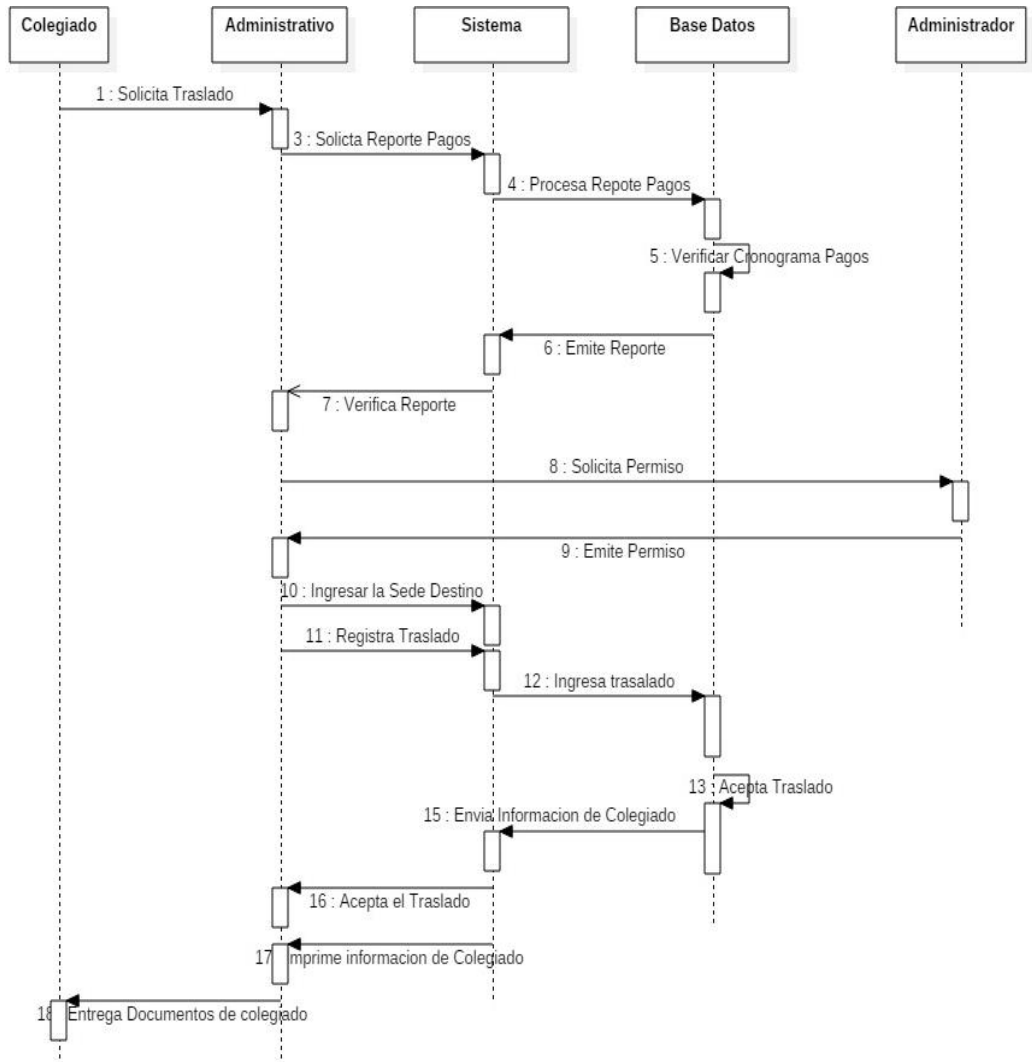 Colegiado
Administrativo
Sistema
Base Datos
Administrador
1 : Solicita Traslado
3 : Solicta Reporte Pagos
4 : Procesa Repote Pagos
5 : Verificar Cronograma Pagos
6 : Emite Reporte
7 : Verifica Reporte
8 : Solicita Permiso
9 : Emite Permiso
10 : Ingresar la Sede Destino
11 : Registra Traslado
12 : Ingresa trasalado
13 : Acepta Traslado
15 : Envia Informacion de Colegiado
16 : Acepta el Traslado
17 : Imprime informacion de Colegiado
18 : Entrega Documentos de colegiado